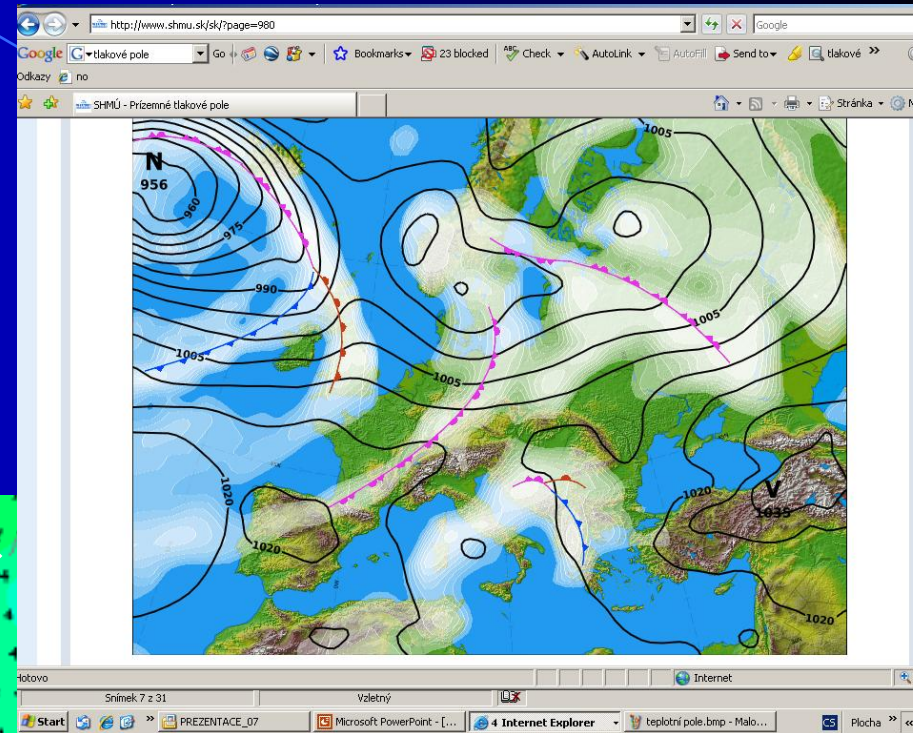 http://www.shmu.sk/sk/?page=980
Google
Google G tlakové pole Go Bookmarks 23 blocked ABC Check AutoLink AutoFill Send to tlakové »
Odkazy no
SHMÚ - Prízemné tlakové pole
Stránka
N
956
960
975
990
1005
1005
1005
1005
1020
1020
1020
V
1035
1020
Hotovo
Internet
Snímek 7 z 31
Vzletný
Start » PREZENTACE_07 Microsoft PowerPoint - [... 4 Internet Explorer teplotní pole.bmp - Malo... CS Plocha » «